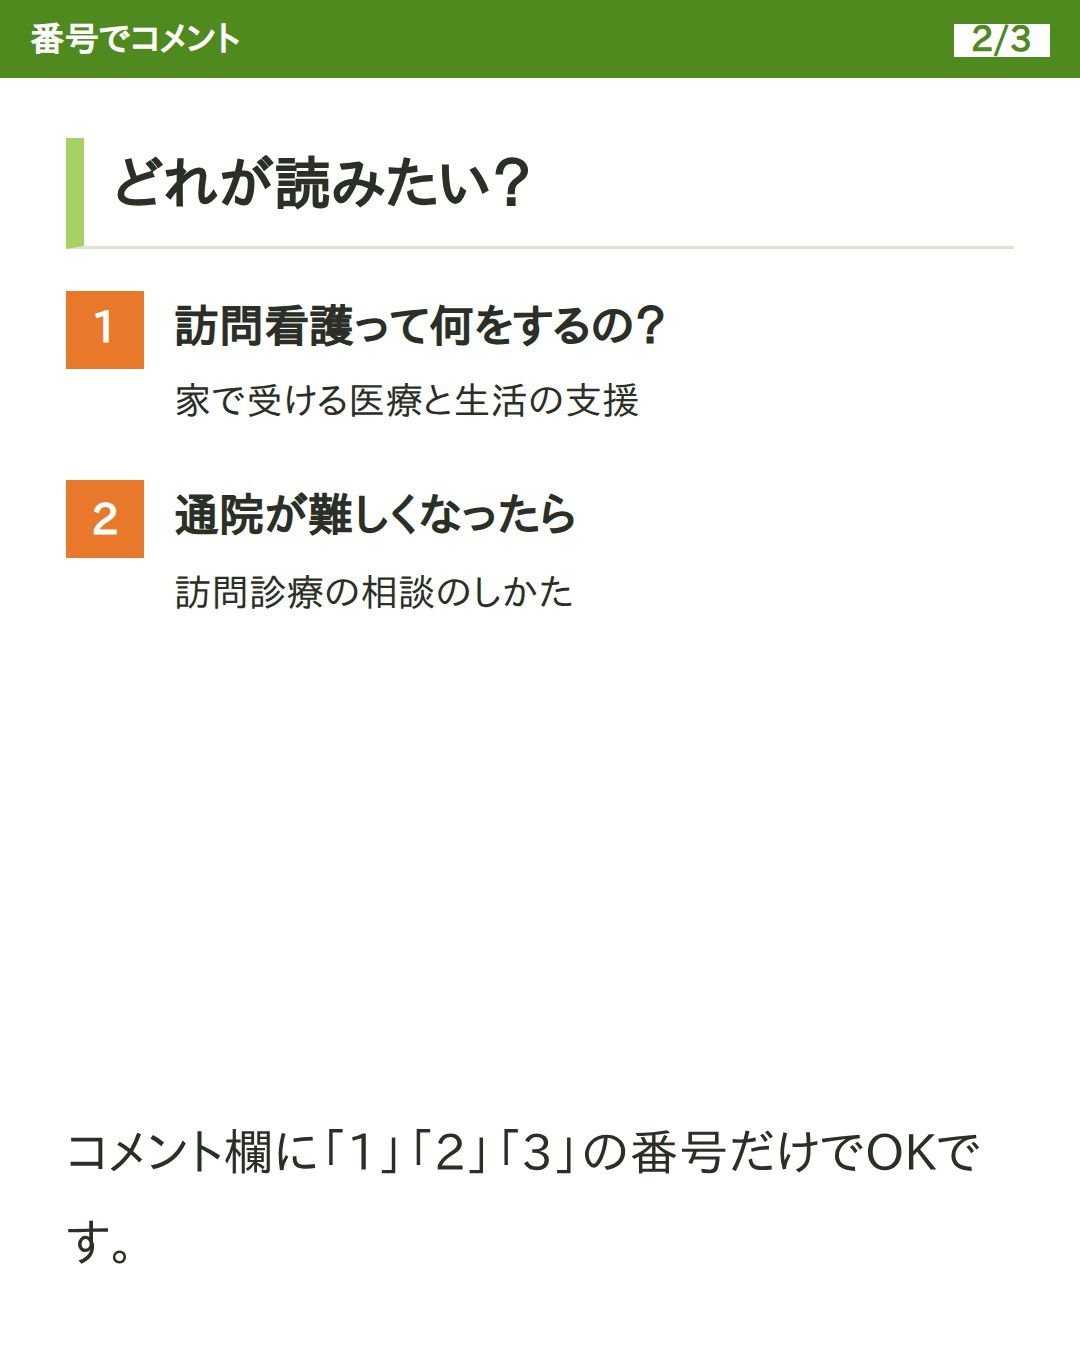 番号でコメント
2/3
どれが読みたい？
1
訪問看護って何をするの？
家で受ける医療と生活の支援
2
通院が難しくなったら
訪問診療の相談のしかた
コメント欄に「1」「2」「3」の番号だけでOKで
す。